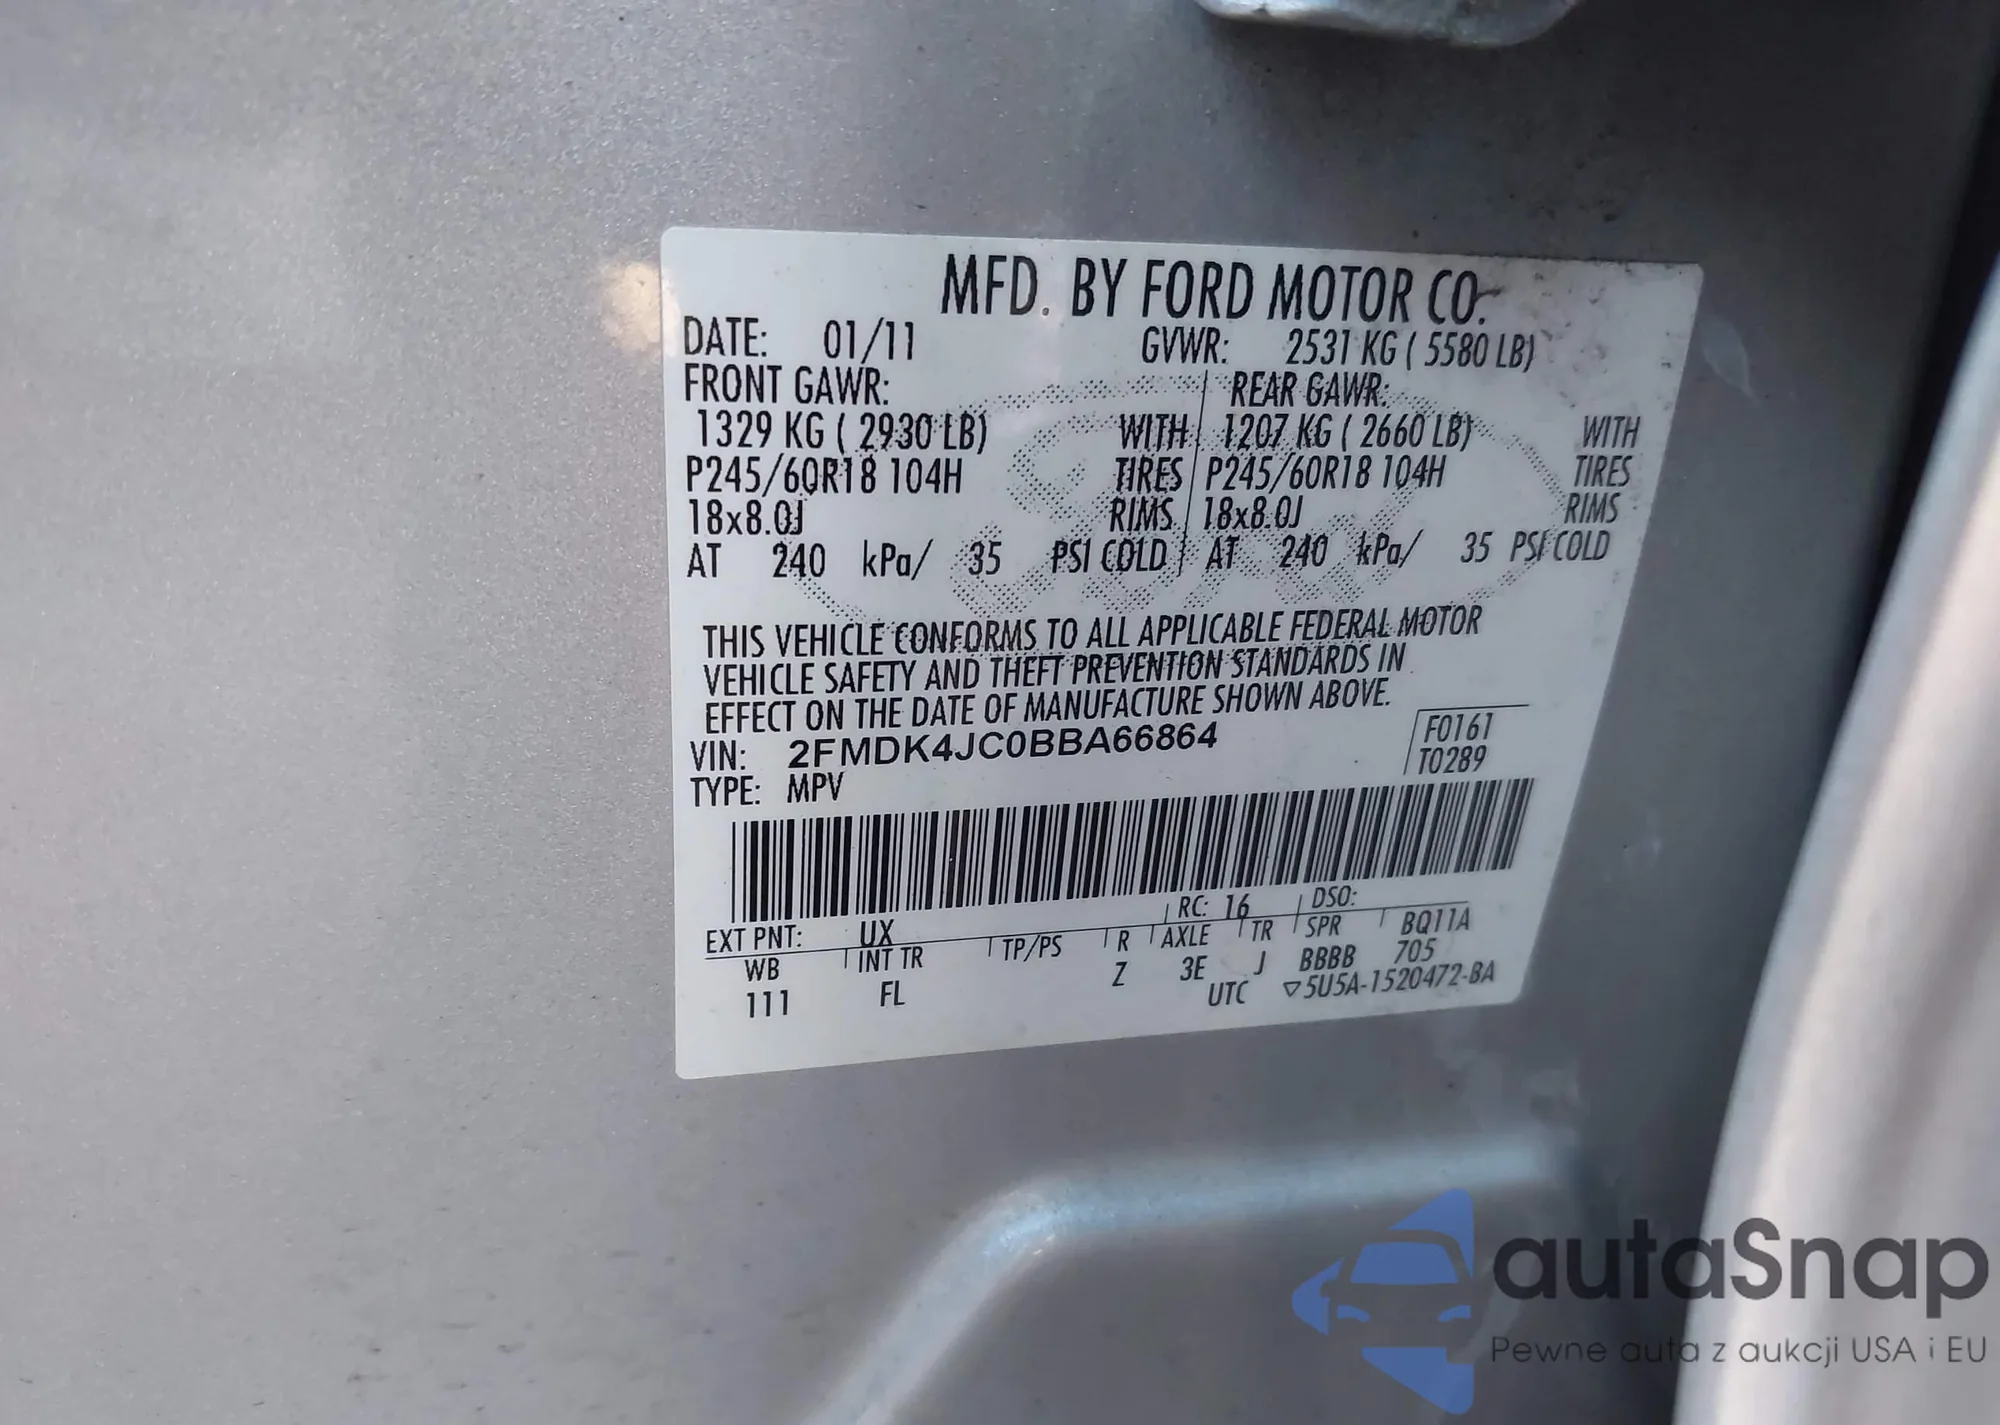 MFD. BY FORD MOTOR CO.
DATE: 01/11 GVWR: 2531 KG ( 5580 LB)
FRONT GAWR: REAR GAWR:
1329 KG ( 2930 LB) WITH 1207 KG ( 2660 LB) WITH
P245/60R18 104H TIRES P245/60R18 104H TIRES
18x8.0J RIMS 18x8.0J RIMS
AT 240 kPa/ 35 PSI COLD AT 240 kPa/ 35 PSI COLD
THIS VEHICLE CONFORMS TO ALL APPLICABLE FEDERAL MOTOR
VEHICLE SAFETY AND THEFT PREVENTION STANDARDS IN
EFFECT ON THE DATE OF MANUFACTURE SHOWN ABOVE.
VIN: 2FMDK4JC0BBA66864 F0161
TYPE: MPV T0289
EXT PNT: UX RC: 16 DSO:
WB INT TR TP/PS R AXLE TR SPR BQ11A
111 FL Z 3E J BBBB 705
UTC ▽5U5A-1520472-BA
autaSnap
Pewne auta z aukcji USA i EU